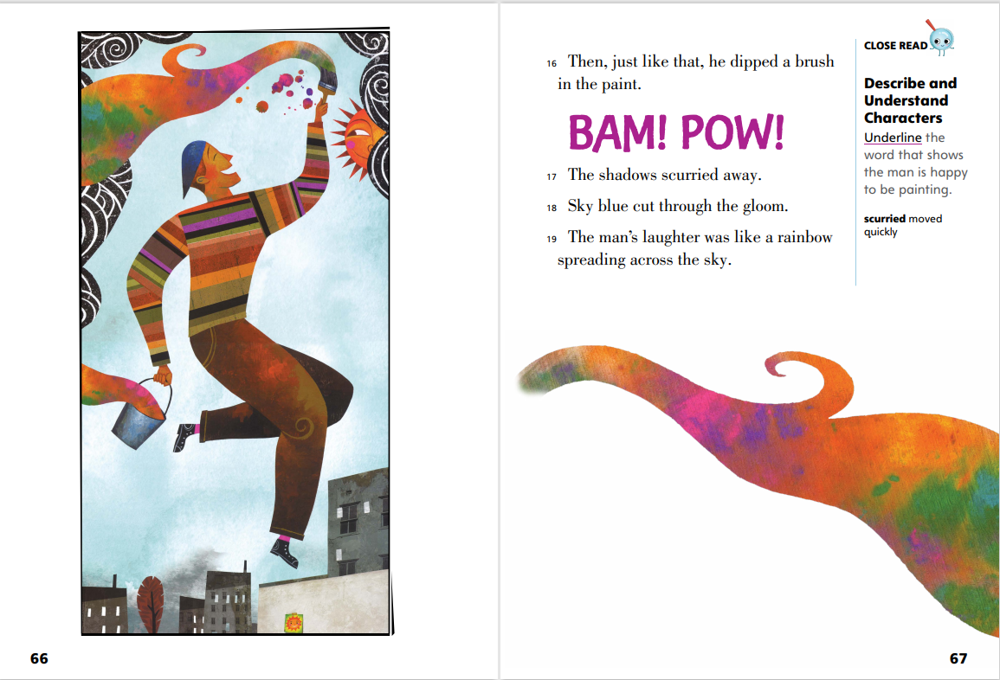 16 Then, just like that, he dipped a brush
in the paint.
BAM! POW!
17 The shadows scurried away.
18 Sky blue cut through the gloom.
19 The man’s laughter was like a rainbow
spreading across the sky.
CLOSE READ
Describe and
Understand
Characters
Underline the
word that shows
the man is happy
to be painting.
scurried moved
quickly
66
67